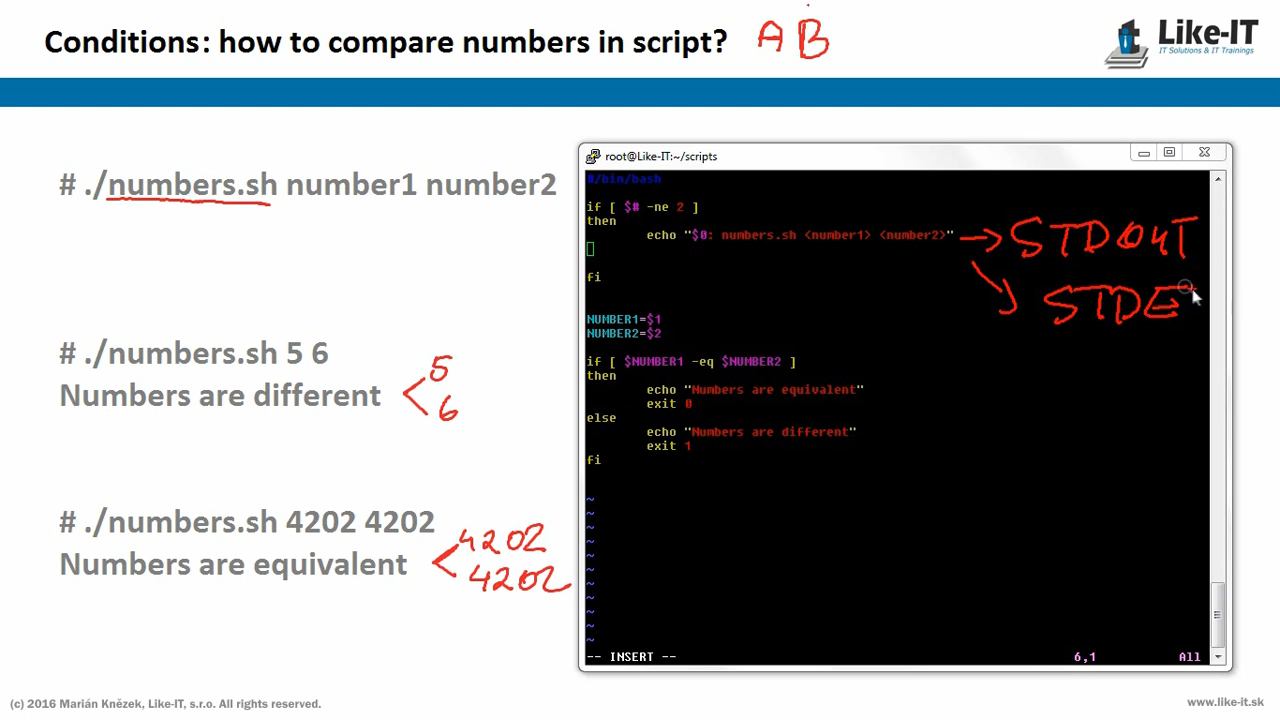 Conditions: how to compare numbers in script? A B
Like-IT
IT Solutions & IT Trainings
# ./numbers.sh number1 number2
# ./numbers.sh 5 6
Numbers are different
5
6
# ./numbers.sh 4202 4202
Numbers are equivalent
4202
4202
root@Like-IT:~/scripts
#/bin/bash
if [ $# -ne 2 ]
then
echo "$0: numbers.sh <number1> <number2>"
STDOUT
fi
STDE
NUMBER1=$1
NUMBER2=$2
if [ $NUMBER1 -eq $NUMBER2 ]
then
echo "Numbers are equivalent"
exit 0
else
echo "Numbers are different"
exit 1
fi
~
~
~
~
~
~
~
~
~
~
~
-- INSERT -- 6,1 All
(c) 2016 Marián Knězek, Like-IT, s.r.o. All rights reserved.
www.like-it.sk